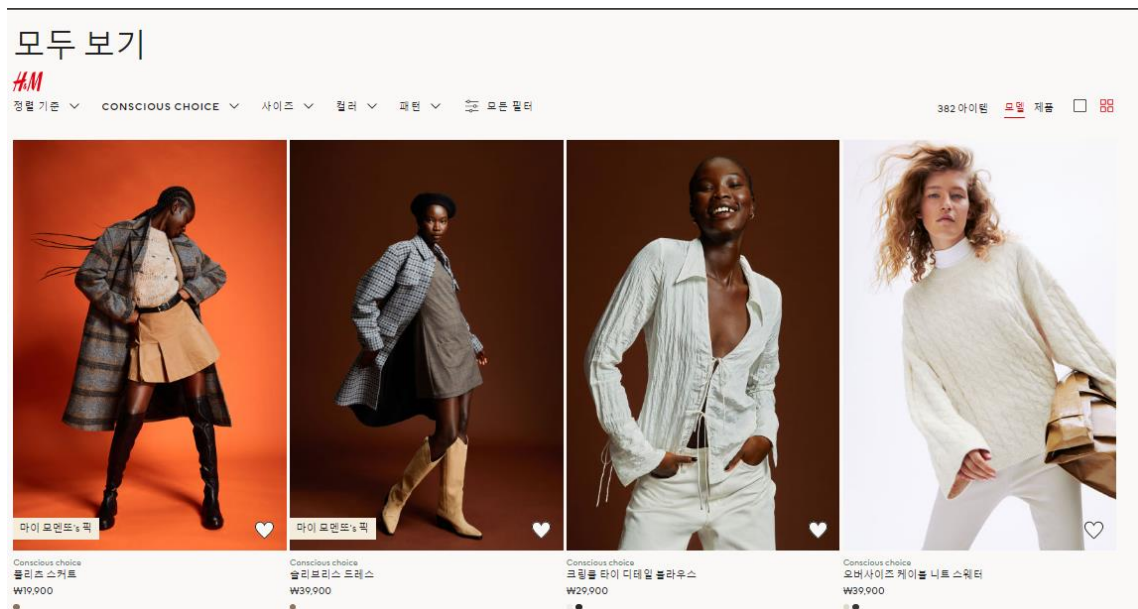 모두 보기
H&M
정렬 기준 CONSCIOUS CHOICE 사이즈 컬러 패턴 모든 필터 382 아이템 모델 제품
마이 모멘또's 픽 마이 모멘또's 픽
Conscious choice Conscious choice Conscious choice Conscious choice
플리츠 스커트 슬리브리스 드레스 크링클 타이 디테일 블라우스 오버사이즈 케이블 니트 스웨터
₩19,900 ₩39,900 ₩29,900 ₩39,900